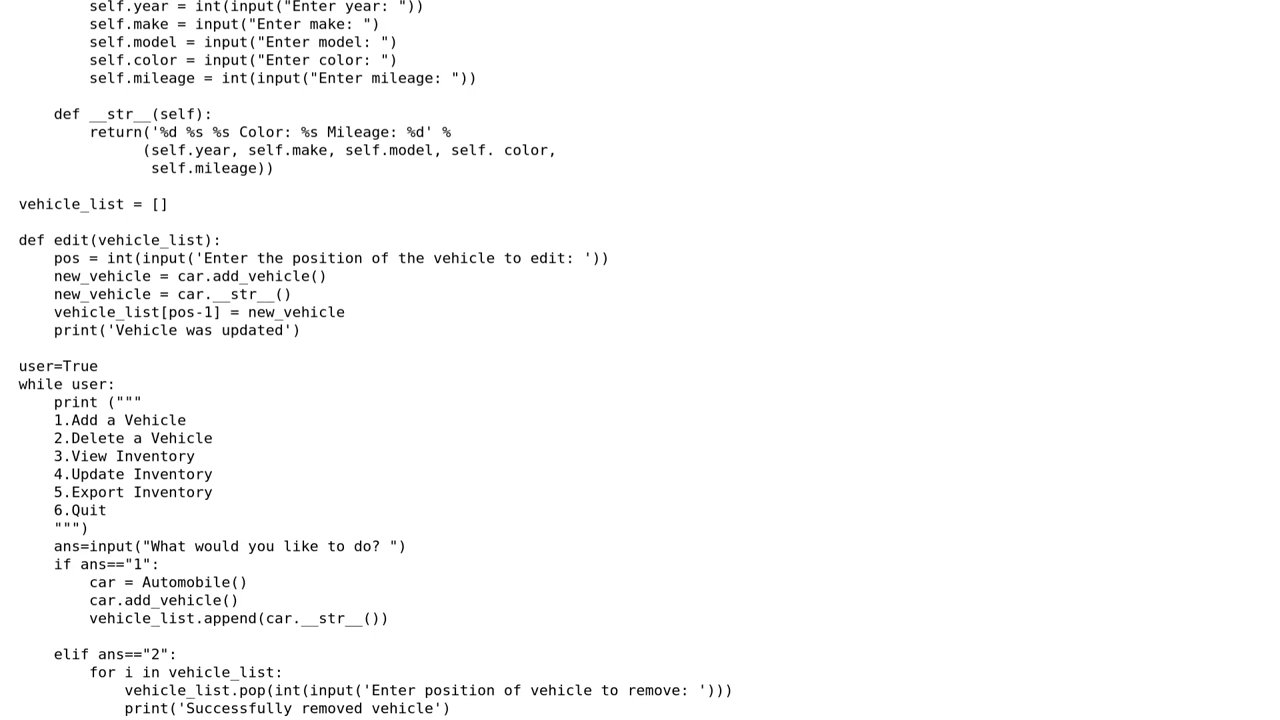 self.year = int(input("Enter year: "))
        self.make = input("Enter make: ")
        self.model = input("Enter model: ")
        self.color = input("Enter color: ")
        self.mileage = int(input("Enter mileage: "))

    def __str__(self):
        return('%d %s %s Color: %s Mileage: %d' %
              (self.year, self.make, self.model, self. color,
               self.mileage))

vehicle_list = []

def edit(vehicle_list):
    pos = int(input('Enter the position of the vehicle to edit: '))
    new_vehicle = car.add_vehicle()
    new_vehicle = car.__str__()
    vehicle_list[pos-1] = new_vehicle
    print('Vehicle was updated')

user=True
while user:
    print ("""
    1.Add a Vehicle
    2.Delete a Vehicle
    3.View Inventory
    4.Update Inventory
    5.Export Inventory
    6.Quit
    """)
    ans=input("What would you like to do? ")
    if ans=="1":
        car = Automobile()
        car.add_vehicle()
        vehicle_list.append(car.__str__())

    elif ans=="2":
        for i in vehicle_list:
            vehicle_list.pop(int(input('Enter position of vehicle to remove: ')))
            print('Successfully removed vehicle')